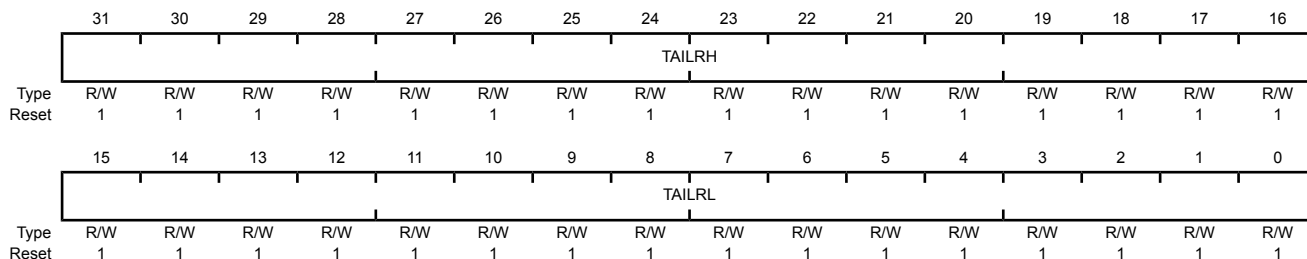 31 30 29 28 27 26 25 24 23 22 21 20 19 18 17 16
TAILRH
Type R/W R/W R/W R/W R/W R/W R/W R/W R/W R/W R/W R/W R/W R/W R/W R/W
Reset 1 1 1 1 1 1 1 1 1 1 1 1 1 1 1 1
15 14 13 12 11 10 9 8 7 6 5 4 3 2 1 0
TAILRL
Type R/W R/W R/W R/W R/W R/W R/W R/W R/W R/W R/W R/W R/W R/W R/W R/W
Reset 1 1 1 1 1 1 1 1 1 1 1 1 1 1 1 1